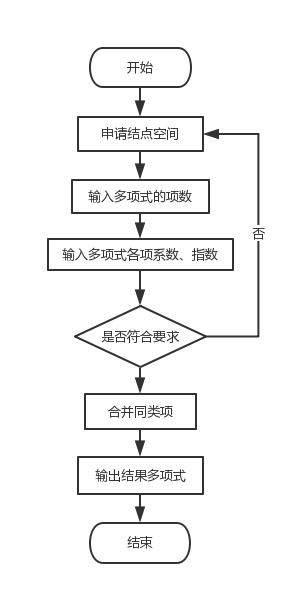 开始
申请结点空间
输入多项式的项数
输入多项式各项系数、指数
否
是否符合要求
合并同类项
输出结果多项式
结束